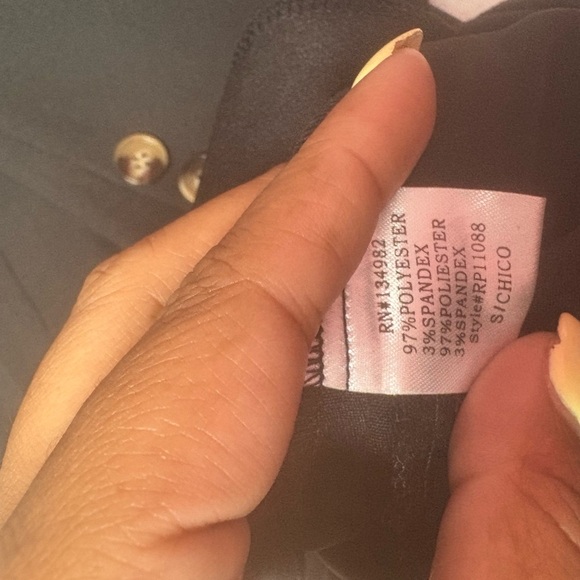 RN#134982
97%POLYESTER
3%SPANDEX
97%POLIESTER
3%SPANDEX
Style#RP11088
S/CHICO